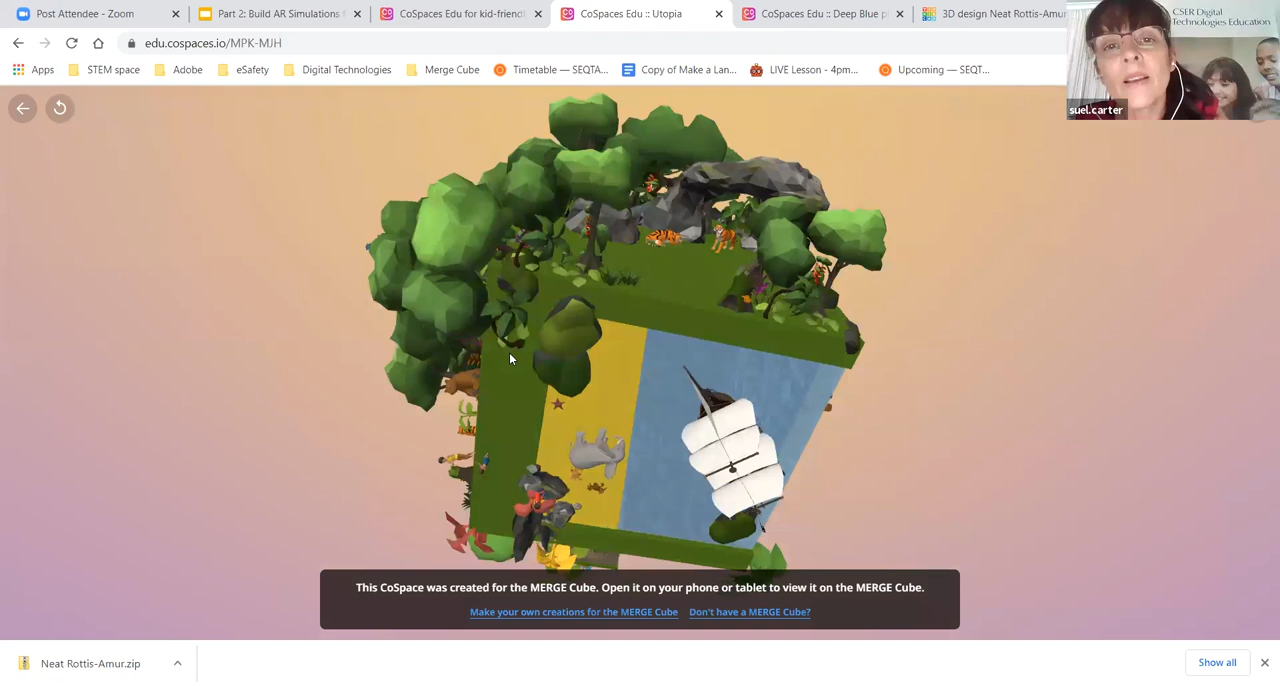 Post Attendee - Zoom
Part 2: Build AR Simulations f
CoSpaces Edu for kid-friendl
CoSpaces Edu :: Utopia
CoSpaces Edu :: Deep Blue p
3D design Neat Rottis-Amur
CSER Digital
Technologies Education
edu.cospaces.io/MPK-MJH
Apps
STEM space
Adobe
eSafety
Digital Technologies
Merge Cube
Timetable — SEQTA...
Copy of Make a Lan...
LIVE Lesson - 4pm...
Upcoming — SEQT...
suel.carter
This CoSpace was created for the MERGE Cube. Open it on your phone or tablet to view it on the MERGE Cube.
Make your own creations for the MERGE Cube
Don't have a MERGE Cube?
Neat Rottis-Amur.zip
Show all